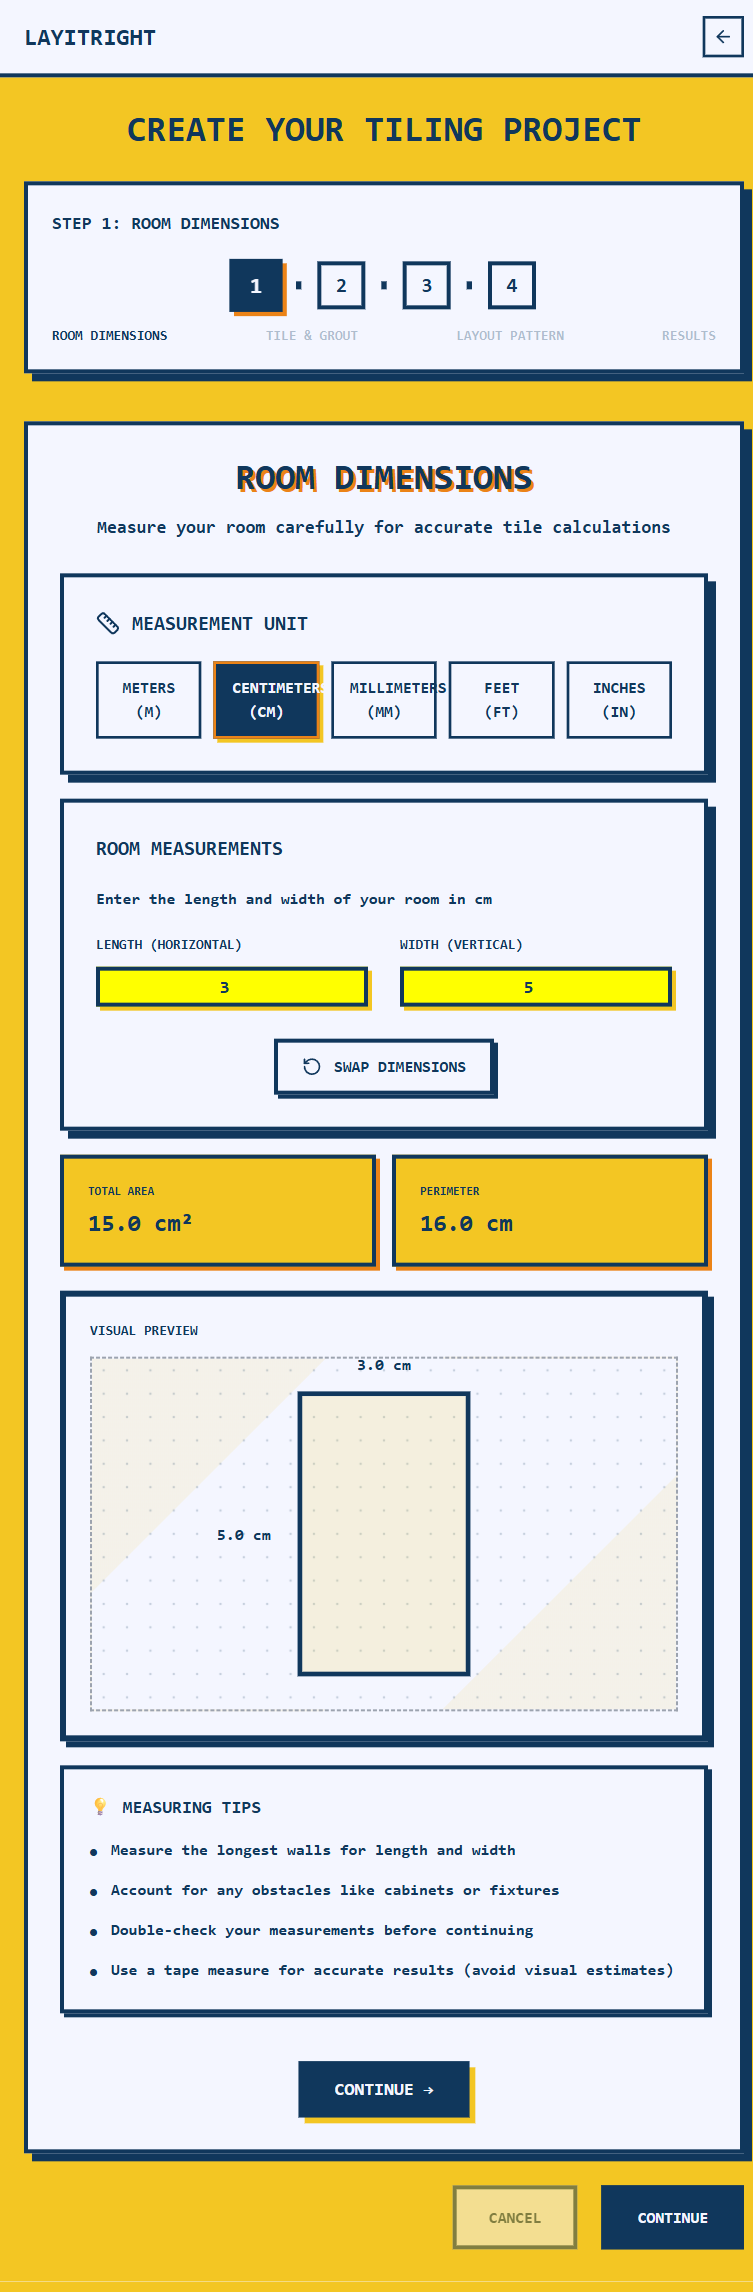 LAYITRIGHT
CREATE YOUR TILING PROJECT
STEP 1: ROOM DIMENSIONS
1 2 3 4
ROOM DIMENSIONS TILE & GROUT LAYOUT PATTERN RESULTS
ROOM DIMENSIONS
Measure your room carefully for accurate tile calculations
MEASUREMENT UNIT
METERS (M)
CENTIMETERS (CM)
MILLIMETERS (MM)
FEET (FT)
INCHES (IN)
ROOM MEASUREMENTS
Enter the length and width of your room in cm
LENGTH (HORIZONTAL) WIDTH (VERTICAL)
3 5
SWAP DIMENSIONS
TOTAL AREA
15.0 cm²
PERIMETER
16.0 cm
VISUAL PREVIEW
3.0 cm
5.0 cm
MEASURING TIPS
● Measure the longest walls for length and width
● Account for any obstacles like cabinets or fixtures
● Double-check your measurements before continuing
● Use a tape measure for accurate results (avoid visual estimates)
CONTINUE →
CANCEL CONTINUE